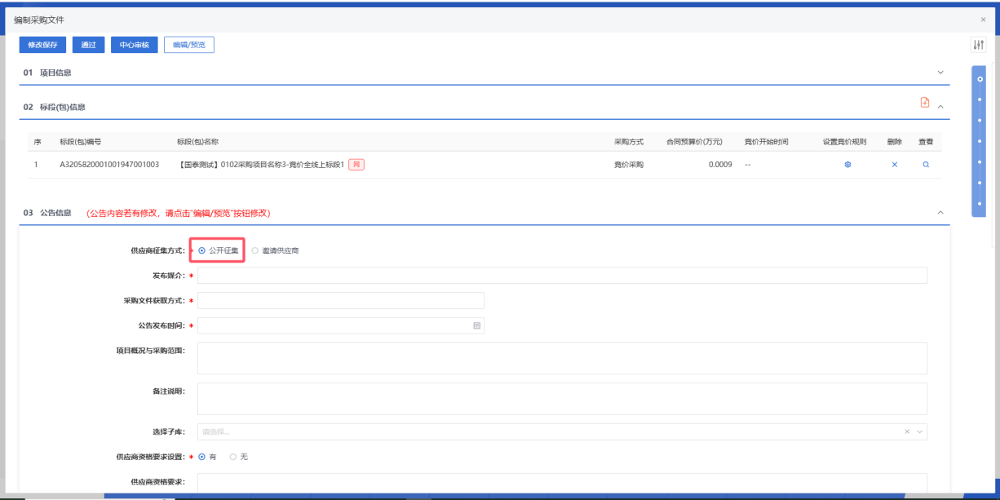 编制采购文件
修改保存 通过 中心审核 编辑/预览
01 项目信息
02 标段(包)信息
序 标段(包)编号 标段(包)名称 采购方式 合同预算价(万元) 竞价开始时间 设置竞价规则 删除 查看
1 A3205820001001947001003 【国泰测试】0102采购项目名称3-竞价全线上标段1 网 竞价采购 0.0009 --
03 公告信息 (公告内容若有修改，请点击"编辑/预览"按钮修改)
供应商征集方式: * 公开征集 邀请供应商
发布媒介: *
采购文件获取方式: *
公告发布时间: *
项目概况与采购范围:
备注说明:
选择子库: 请选择...
供应商资格要求设置: * 有 无
供应商资格要求: